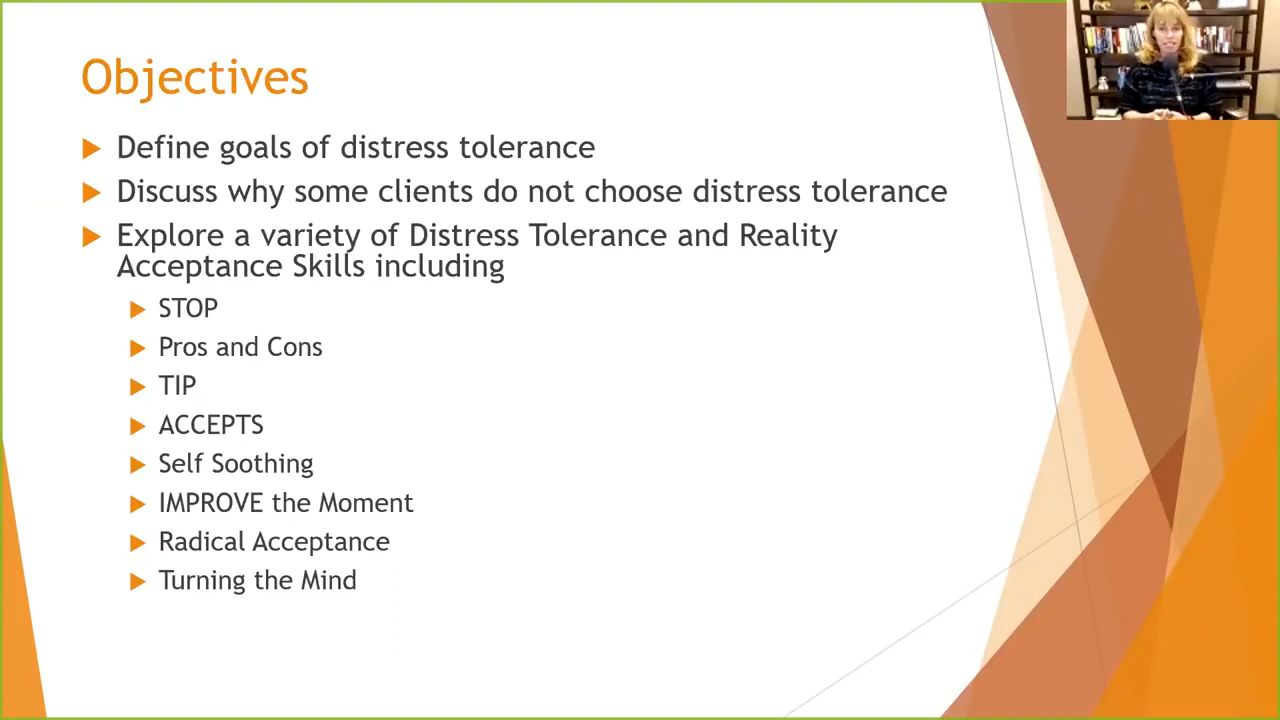 Objectives
Define goals of distress tolerance
Discuss why some clients do not choose distress tolerance
Explore a variety of Distress Tolerance and Reality
Acceptance Skills including
STOP
Pros and Cons
TIP
ACCEPTS
Self Soothing
IMPROVE the Moment
Radical Acceptance
Turning the Mind